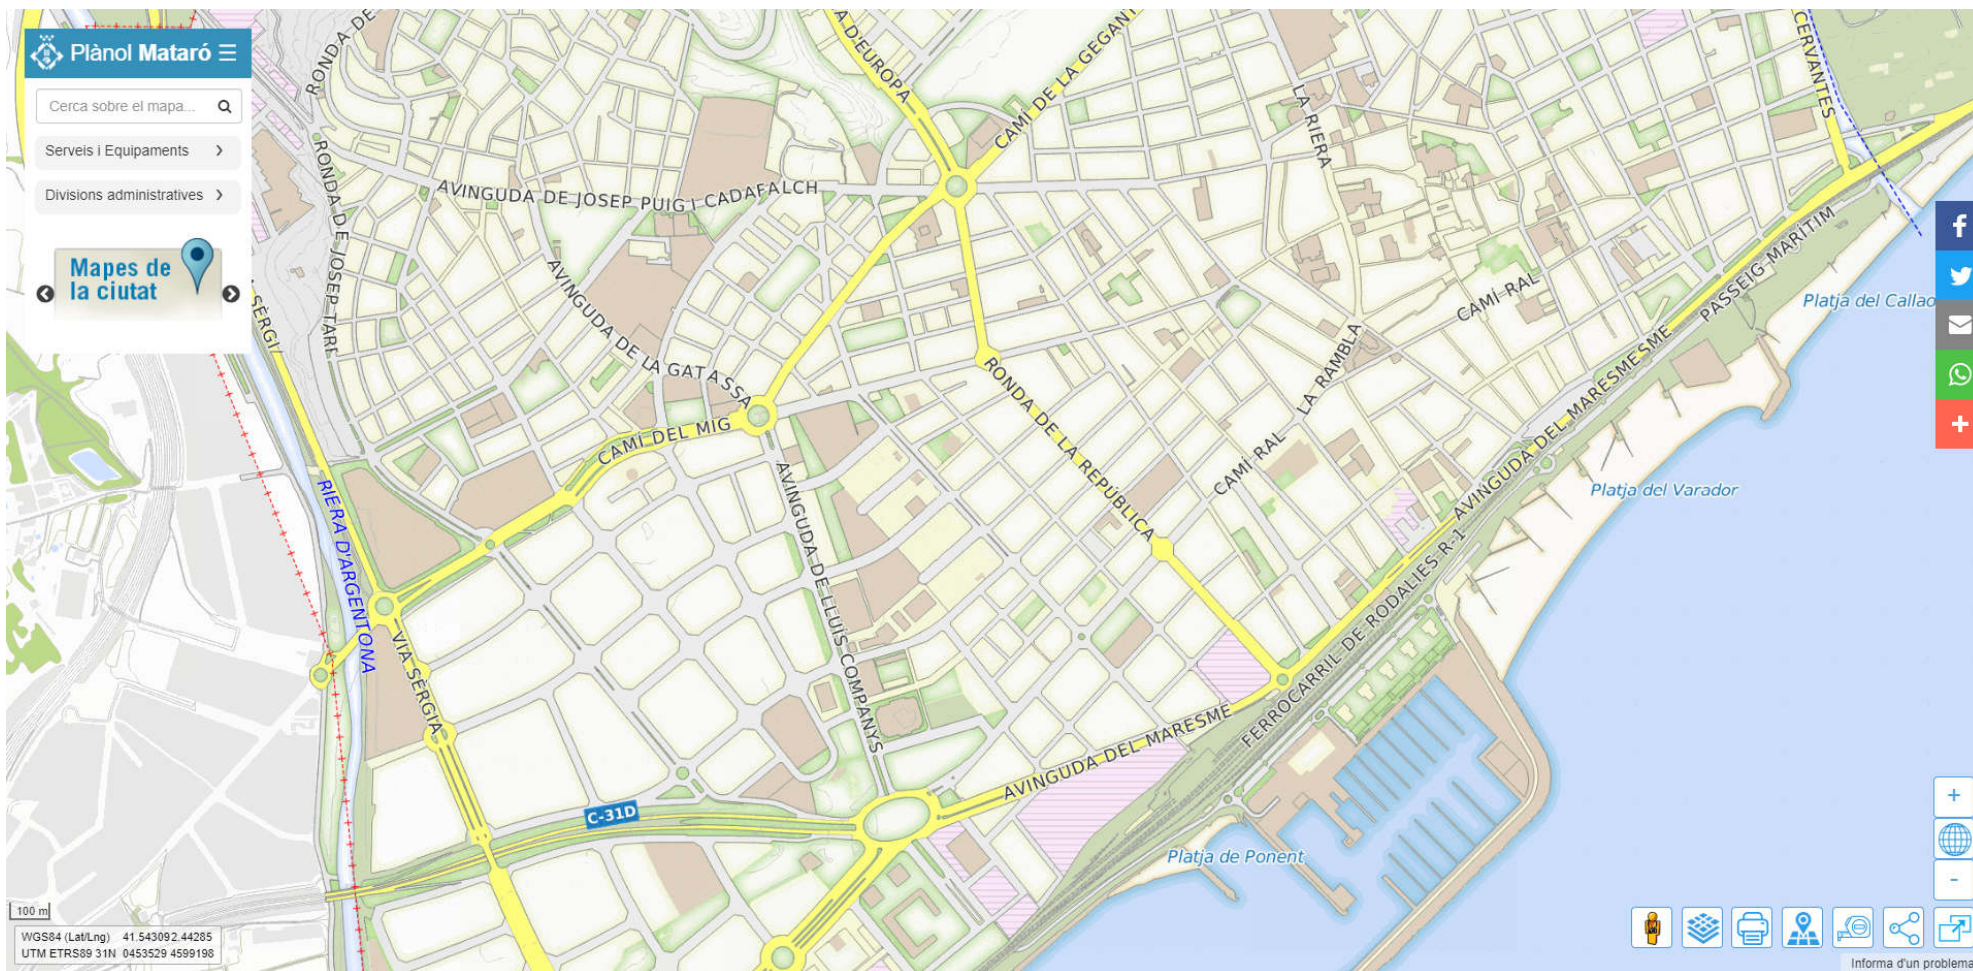 Plànol Mataró
Cerca sobre el mapa...
Serveis i Equipaments
Divisions administratives
Mapes de
la ciutat
RONDA DE
A D'EUROPA
CAMÍ DE LA GEGANT
LA RIERA
CERVANTES
RONDA DE JOSEP TARR
AVINGUDA DE JOSEP PUIG I CADAFALCH
AVINGUDA DE LA GATASSA
SÈRGI
PASSEIG MARÍTIM
Platja del Callao
CAMÍ RAL
LA RAMBLA
RONDA DE LA REPÚBLICA
CAMÍ DEL MIG
CAMÍ RAL
AVINGUDA DEL MARESMESME
Platja del Varador
RIERA D'ARGENTONA
AVINGUDA DE LLUÍS COMPANYS
VIA SÈRGIA
FERROCARRIL DE RODALIES R-1
AVINGUDA DEL MARESME
C-31D
Platja de Ponent
+
-
100 m
WGS84 (Lat/Lng) 41.543092.44285
UTM ETRS89 31N 0453529 4599198
Informa d'un problema